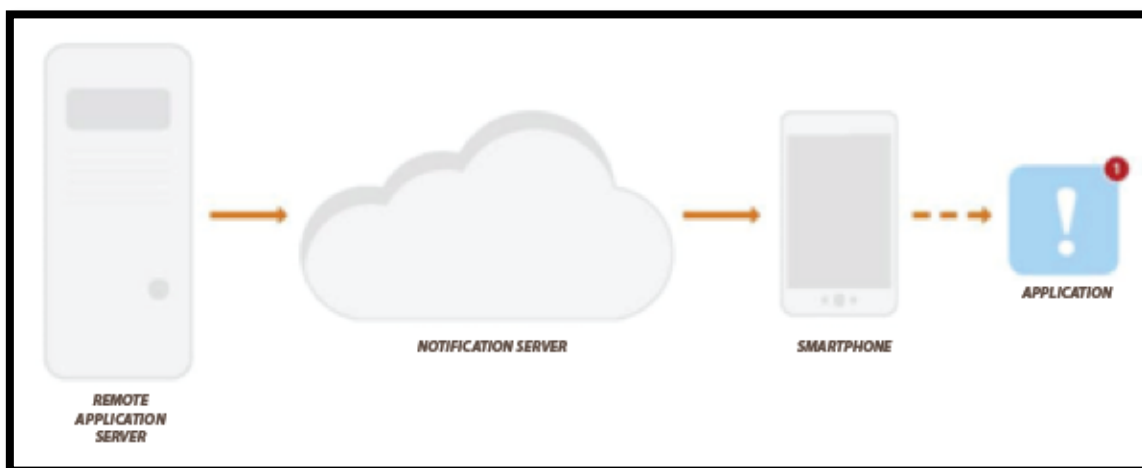 1
APPLICATION
NOTIFICATION SERVER
SMARTPHONE
REMOTE
APPLICATION
SERVER